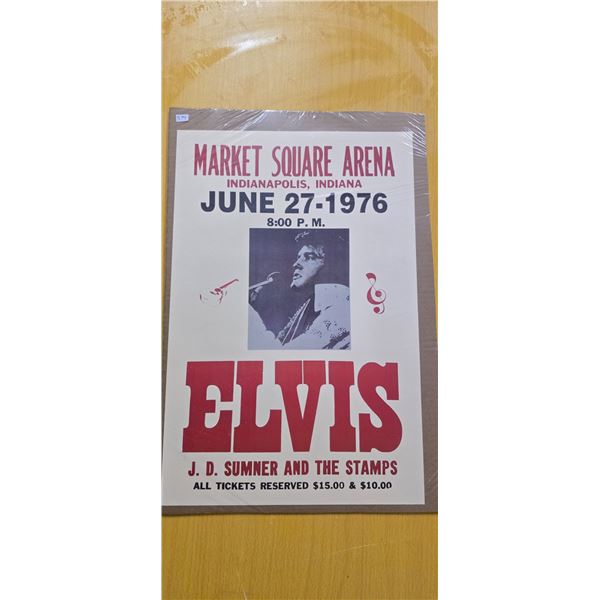 MARKET SQUARE ARENA
INDIANAPOLIS, INDIANA
JUNE 27-1976
8:00 P. M.
ELVIS
J. D. SUMNER AND THE STAMPS
ALL TICKETS RESERVED $15.00 & $10.00